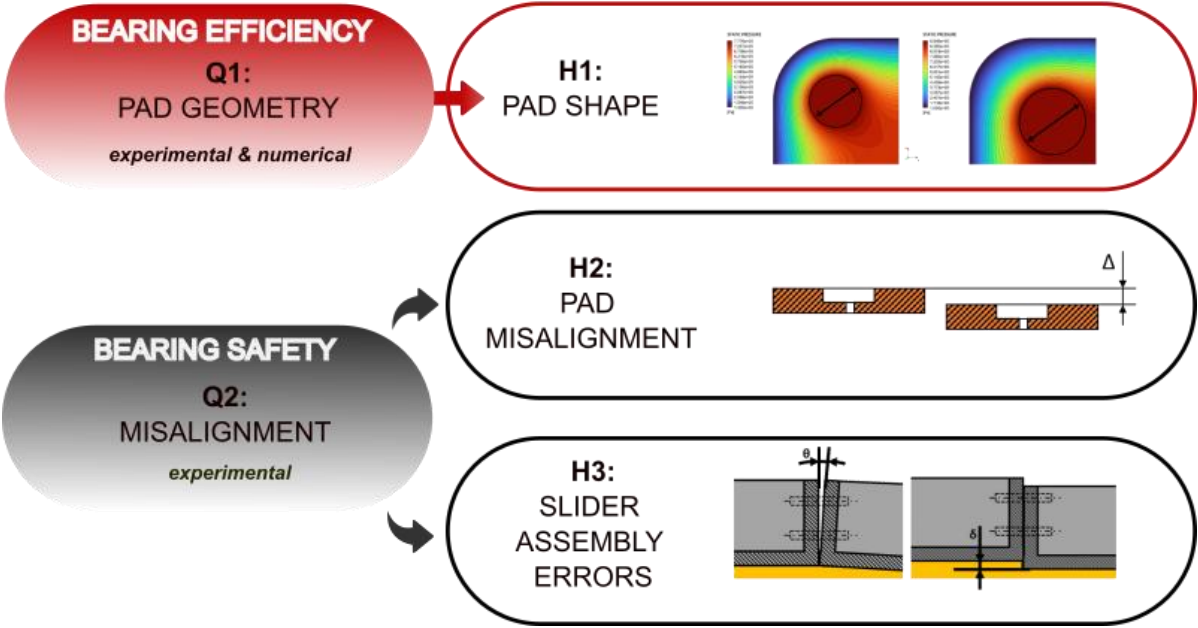 BEARING EFFICIENCY
Q1:
PAD GEOMETRY
experimental & numerical
H1:
PAD SHAPE
STATIC PRESSURE
STATIC PRESSURE
BEARING SAFETY
Q2:
MISALIGNMENT
experimental
H2:
PAD
MISALIGNMENT
Δ
H3:
SLIDER
ASSEMBLY
ERRORS
θ
δ